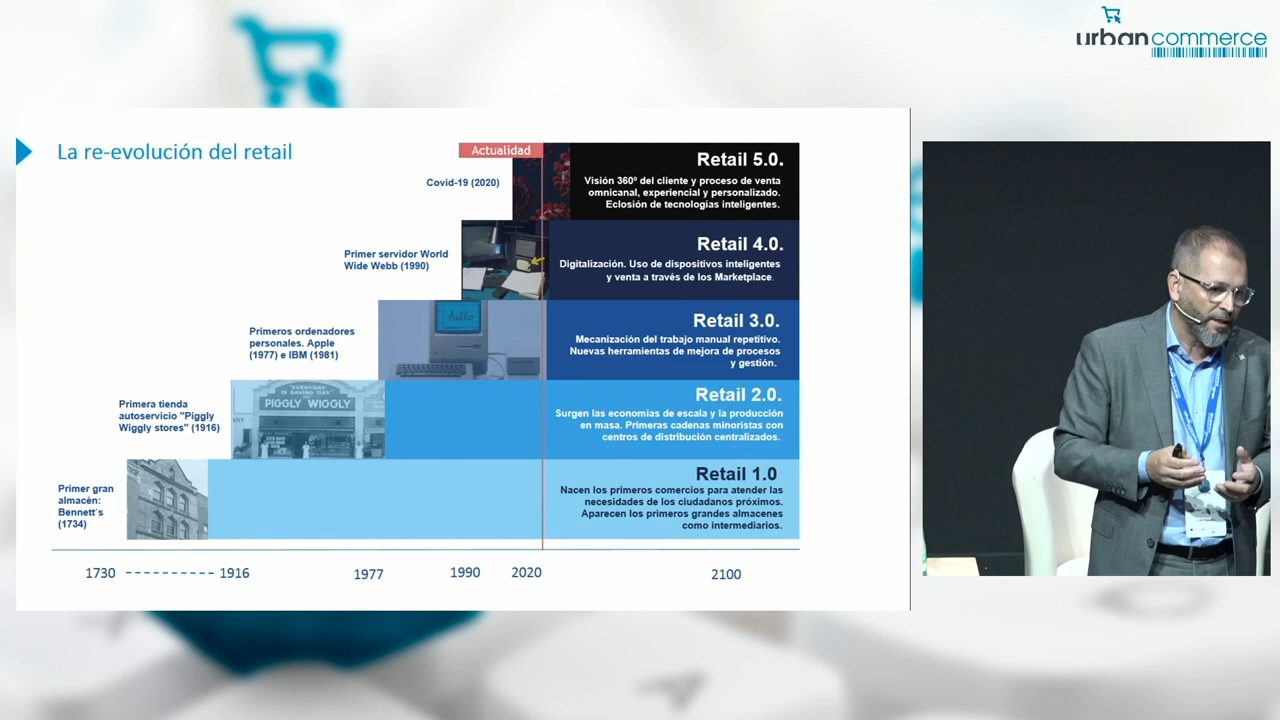 urbancommerce
La re-evolución del retail
Actualidad
Covid-19 (2020)
Retail 5.0.
Visión 360º del cliente y proceso de venta
omnicanal, experiencial y personalizado.
Eclosión de tecnologías inteligentes.
Primer servidor World
Wide Webb (1990)
Retail 4.0.
Digitalización. Uso de dispositivos inteligentes
y venta a través de los Marketplace.
Primeros ordenadores
personales. Apple
(1977) e IBM (1981)
hello
Retail 3.0.
Mecanización del trabajo manual repetitivo.
Nuevas herramientas de mejora de procesos
y gestión.
Primera tienda
autoservicio "Piggly
Wiggly stores" (1916)
"EVERYDAY
IS SAVING DAY"
PIGGLY WIGGLY
ANY
Retail 2.0.
Surgen las economías de escala y la producción
en masa. Primeras cadenas minoristas con
centros de distribución centralizados.
Primer gran
almacén:
Bennett´s
(1734)
Retail 1.0
Nacen los primeros comercios para atender las
necesidades de los ciudadanos próximos.
Aparecen los primeros grandes almacenes
como intermediarios.
1730
1916
1977
1990
2020
2100